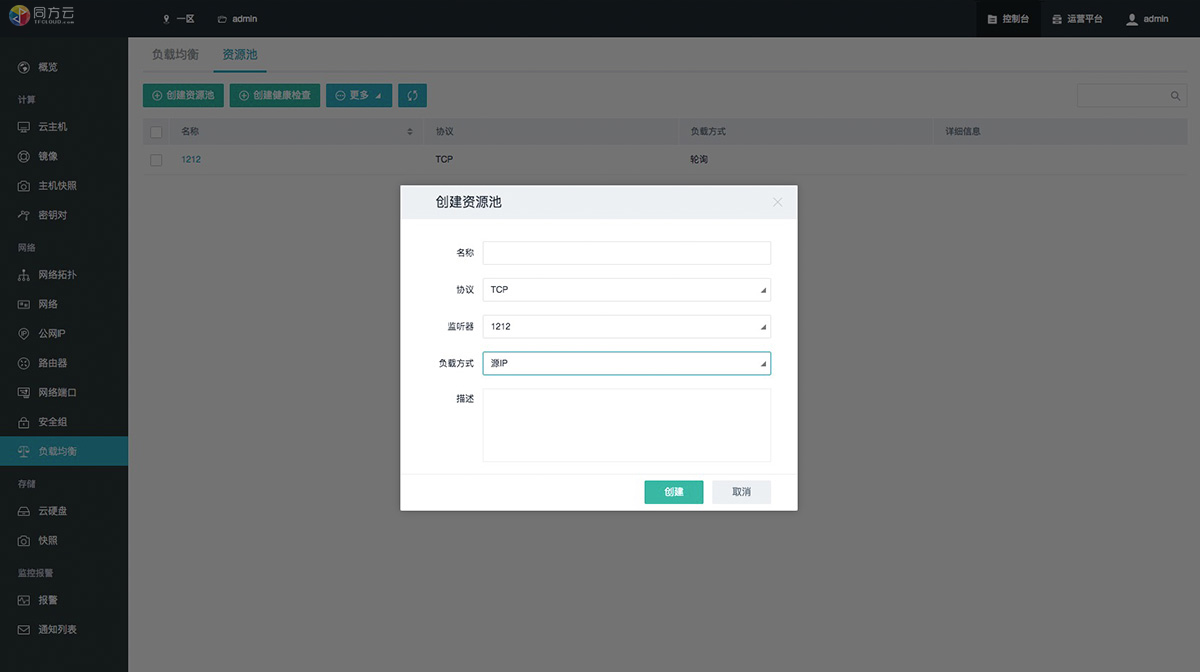 同方云
TFCLOUD.com
一区
admin
控制台
运营平台
admin
概览
计算
云主机
镜像
主机快照
密钥对
网络
网络拓扑
网络
公网IP
路由器
网络端口
安全组
负载均衡
存储
云硬盘
快照
监控报警
报警
通知列表
负载均衡
资源池
创建资源池
创建健康检查
更多
名称
协议
负载方式
详细信息
1212
TCP
轮询
创建资源池
名称
协议
TCP
监听器
1212
负载方式
源IP
描述
创建
取消